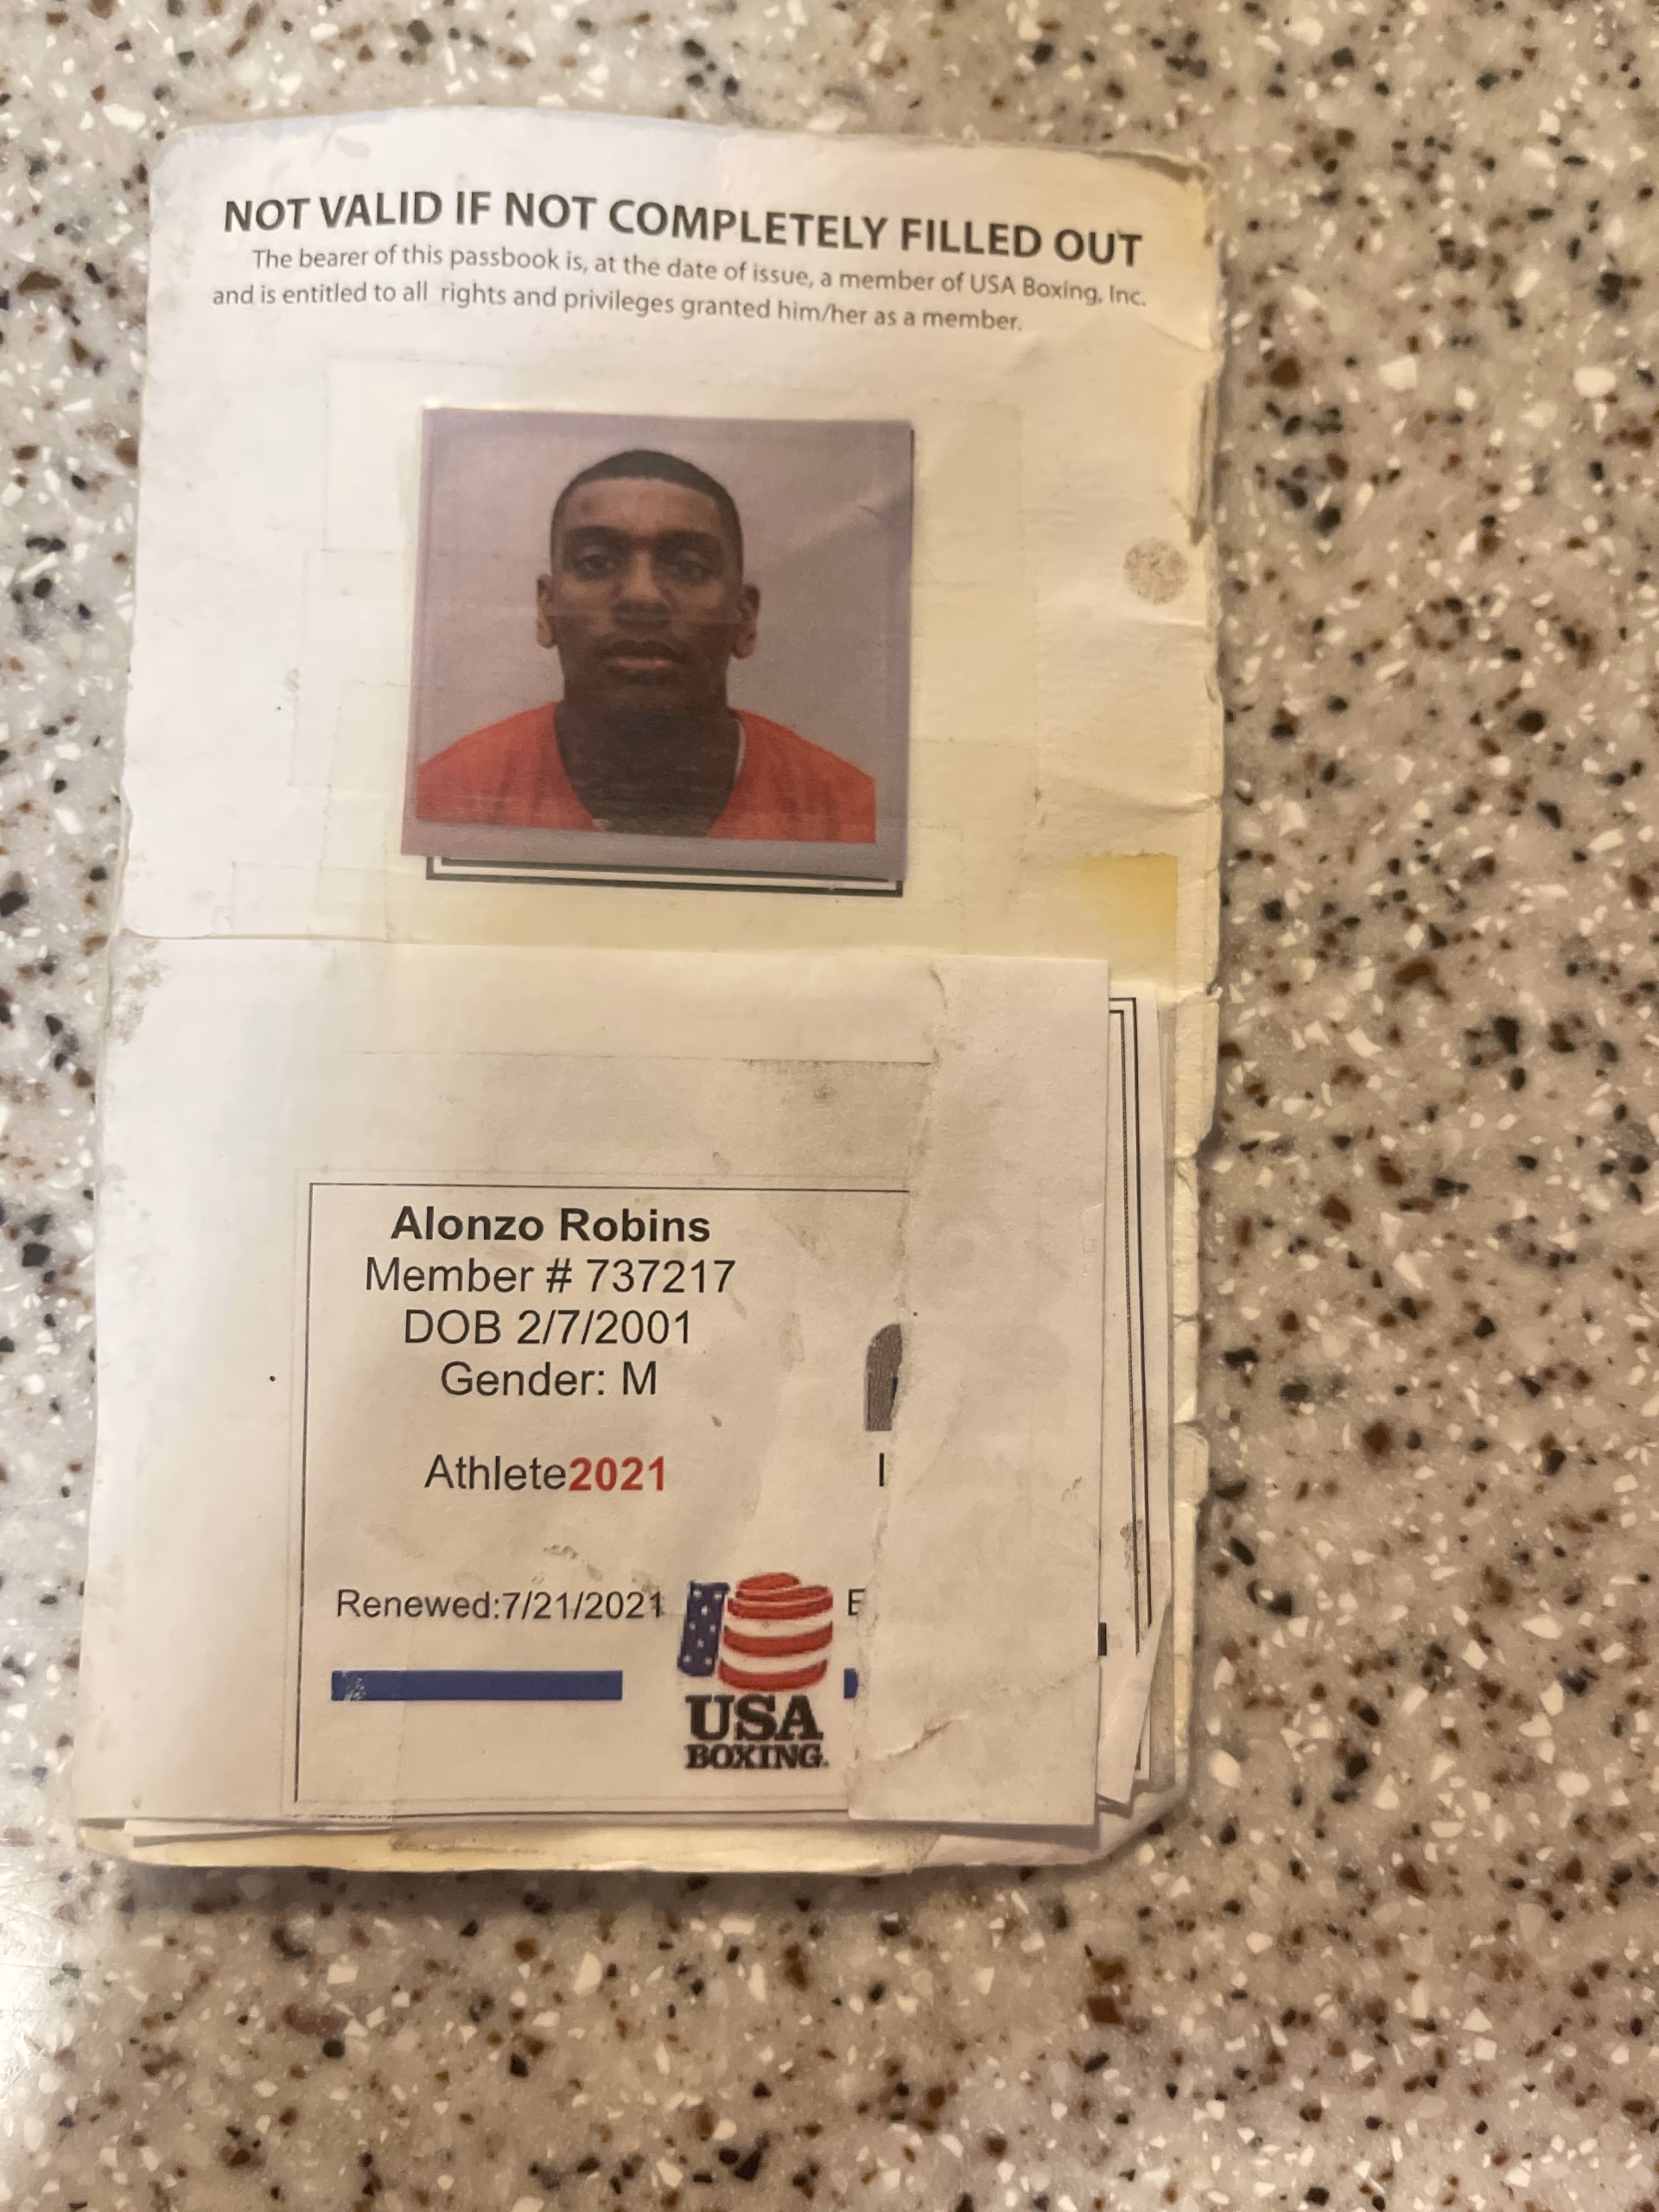 NOT VALID IF NOT COMPLETELY FILLED OUT
The bearer of this passbook is, at the date of issue, a member of USA Boxing, Inc.
and is entitled to all rights and privileges granted him/her as a member.
Alonzo Robins
Member # 737217
DOB 2/7/2001
Gender: M
Athlete2021
Renewed:7/21/2021
USA
BOXING